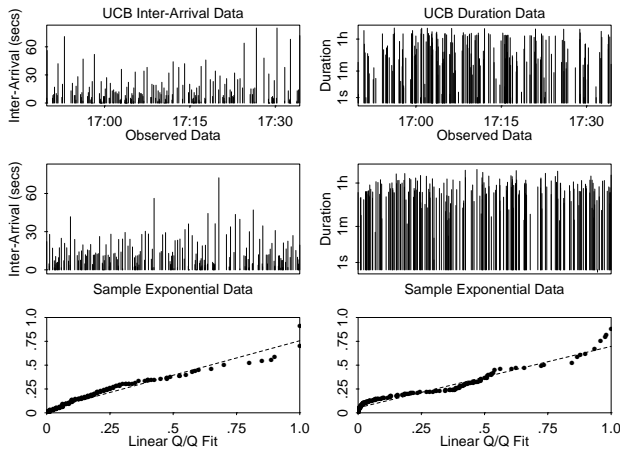 UCB Inter-Arrival Data
UCB Duration Data
Inter-Arrival (secs)
60
30
0
17:00
17:15
17:30
Observed Data
Duration
1h
1m
1s
17:00
17:15
17:30
Observed Data
Inter-Arrival (secs)
60
30
0
Sample Exponential Data
Duration
1h
1m
1s
Sample Exponential Data
1.0
.75
.5
.25
0
0
.25
.5
.75
1.0
Linear Q/Q Fit
1.0
.75
.5
.25
0
0
.25
.5
.75
1.0
Linear Q/Q Fit